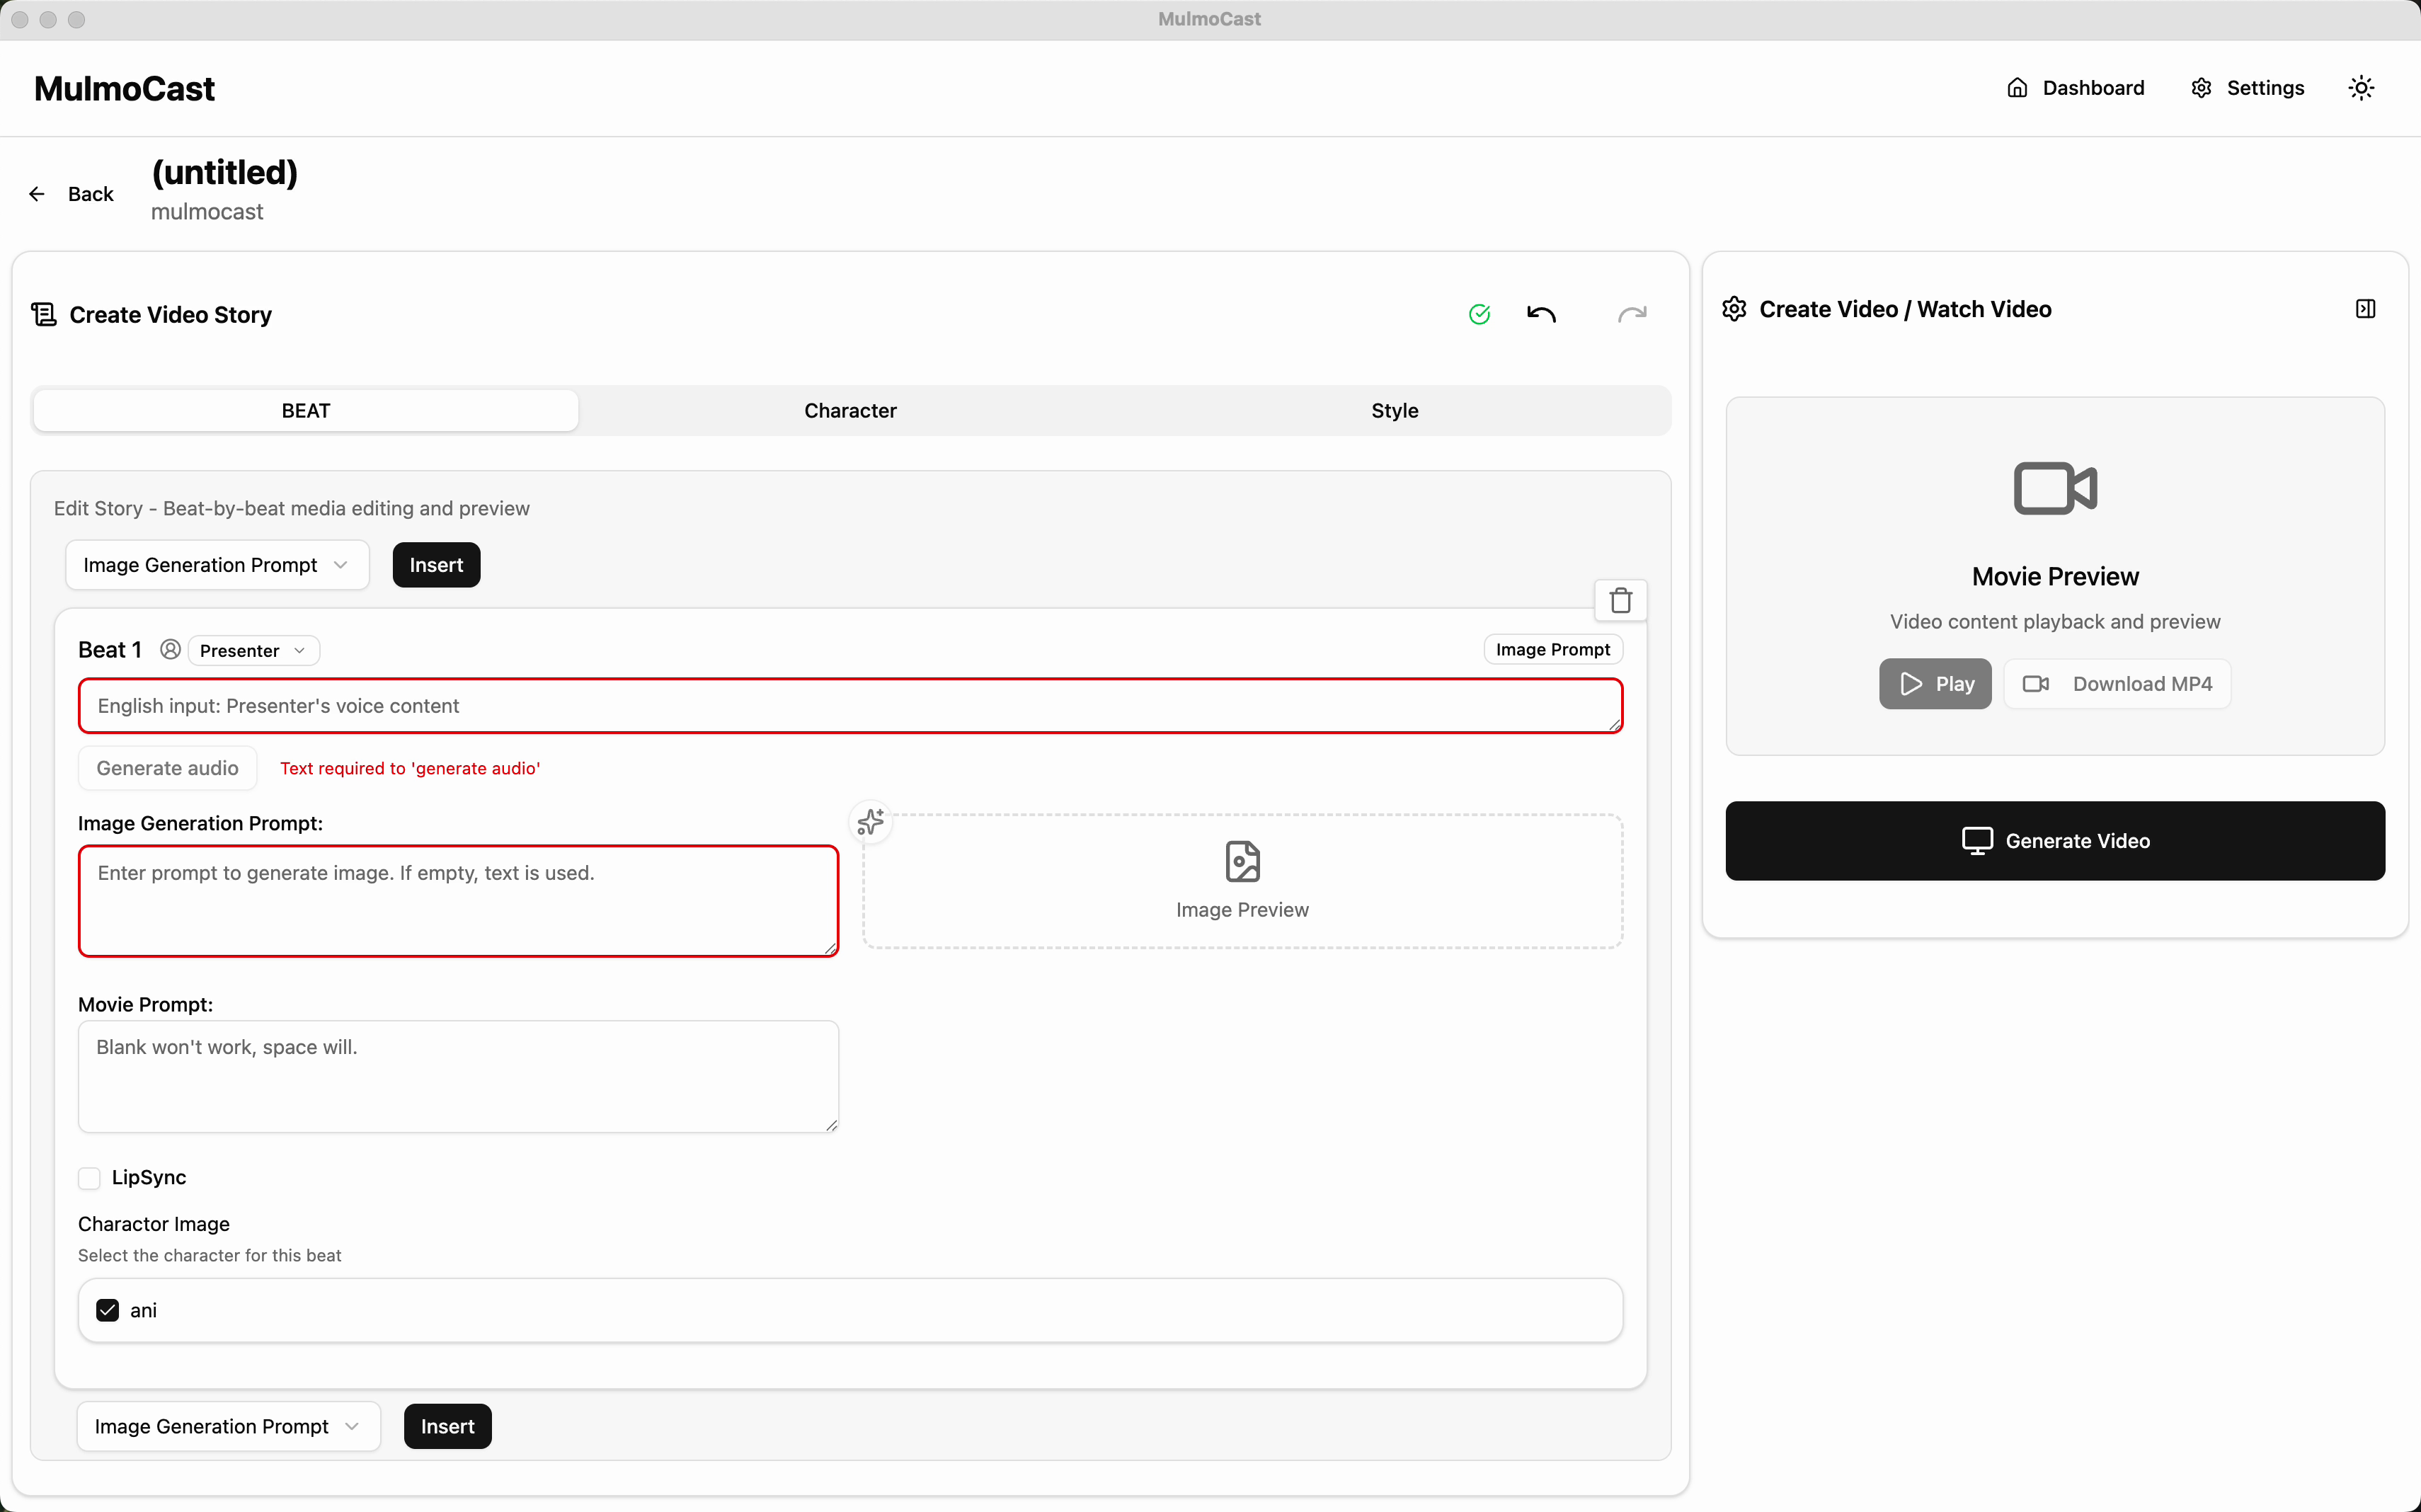 MulmoCast
MulmoCast
Dashboard
Settings
Back
(untitled)
mulmocast
Create Video Story
BEAT
Character
Style
Edit Story - Beat-by-beat media editing and preview
Image Generation Prompt
Insert
Beat 1
Presenter
Image Prompt
English input: Presenter's voice content
Generate audio
Text required to 'generate audio'
Image Generation Prompt:
Enter prompt to generate image. If empty, text is used.
Image Preview
Movie Prompt:
Blank won't work, space will.
LipSync
Charactor Image
Select the character for this beat
ani
Image Generation Prompt
Insert
Create Video / Watch Video
Movie Preview
Video content playback and preview
Play
Download MP4
Generate Video